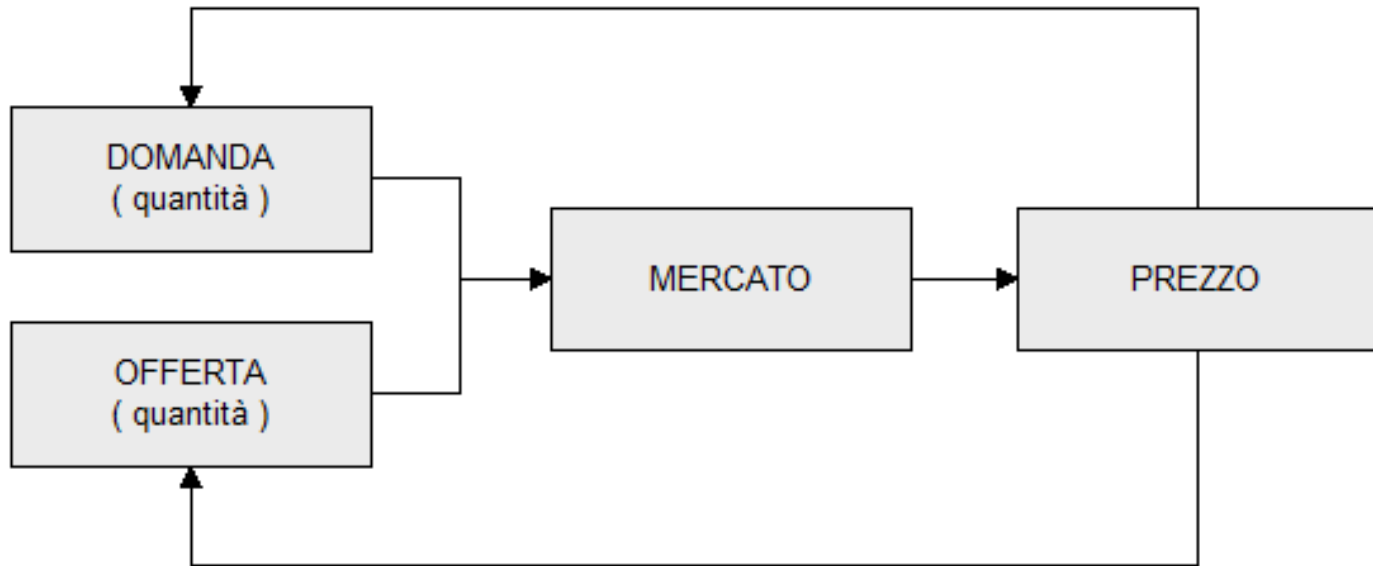 DOMANDA
( quantità )
MERCATO
PREZZO
OFFERTA
( quantità )